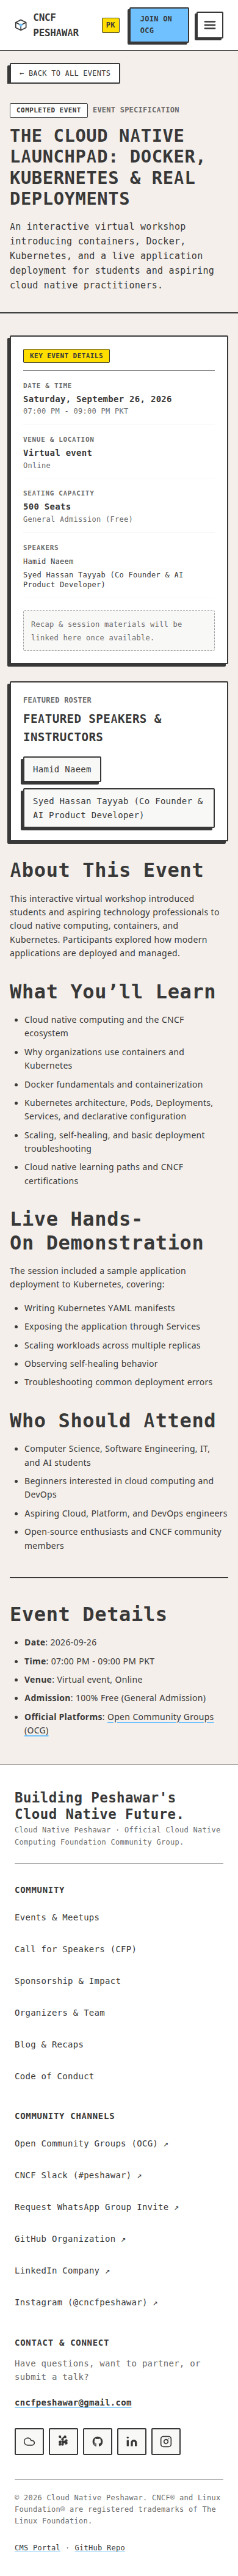 CNCF
PESHAWAR
PK
JOIN ON
OCG
← BACK TO ALL EVENTS
COMPLETED EVENT
EVENT SPECIFICATION
THE CLOUD NATIVE
LAUNCHPAD: DOCKER,
KUBERNETES & REAL
DEPLOYMENTS
An interactive virtual workshop
introducing containers, Docker,
Kubernetes, and a live application
deployment for students and aspiring
cloud native practitioners.
KEY EVENT DETAILS
DATE & TIME
Saturday, September 26, 2026
07:00 PM - 09:00 PM PKT
VENUE & LOCATION
Virtual event
Online
SEATING CAPACITY
500 Seats
General Admission (Free)
SPEAKERS
Hamid Naeem
Syed Hassan Tayyab (Co Founder & AI
Product Developer)
Recap & session materials will be
linked here once available.
FEATURED ROSTER
FEATURED SPEAKERS &
INSTRUCTORS
Hamid Naeem
Syed Hassan Tayyab (Co Founder &
AI Product Developer)
About This Event
This interactive virtual workshop introduced
students and aspiring technology professionals to
cloud native computing, containers, and
Kubernetes. Participants explored how modern
applications are deployed and managed.
What You’ll Learn
• Cloud native computing and the CNCF
ecosystem
• Why organizations use containers and
Kubernetes
• Docker fundamentals and containerization
• Kubernetes architecture, Pods, Deployments,
Services, and declarative configuration
• Scaling, self-healing, and basic deployment
troubleshooting
• Cloud native learning paths and CNCF
certifications
Live Hands-
On Demonstration
The session included a sample application
deployment to Kubernetes, covering:
• Writing Kubernetes YAML manifests
• Exposing the application through Services
• Scaling workloads across multiple replicas
• Observing self-healing behavior
• Troubleshooting common deployment errors
Who Should Attend
• Computer Science, Software Engineering, IT,
and AI students
• Beginners interested in cloud computing and
DevOps
• Aspiring Cloud, Platform, and DevOps engineers
• Open-source enthusiasts and CNCF community
members
Event Details
• Date: 2026-09-26
• Time: 07:00 PM - 09:00 PM PKT
• Venue: Virtual event, Online
• Admission: 100% Free (General Admission)
• Official Platforms: Open Community Groups
(OCG)
Building Peshawar's
Cloud Native Future.
Cloud Native Peshawar · Official Cloud Native
Computing Foundation Community Group.
COMMUNITY
Events & Meetups
Call for Speakers (CFP)
Sponsorship & Impact
Organizers & Team
Blog & Recaps
Code of Conduct
COMMUNITY CHANNELS
Open Community Groups (OCG) ↗
CNCF Slack (#peshawar) ↗
Request WhatsApp Group Invite ↗
GitHub Organization ↗
LinkedIn Company ↗
Instagram (@cncfpeshawar) ↗
CONTACT & CONNECT
Have questions, want to partner, or
submit a talk?
cncfpeshawar@gmail.com
© 2026 Cloud Native Peshawar. CNCF® and Linux
Foundation® are registered trademarks of The
Linux Foundation.
CMS Portal · GitHub Repo